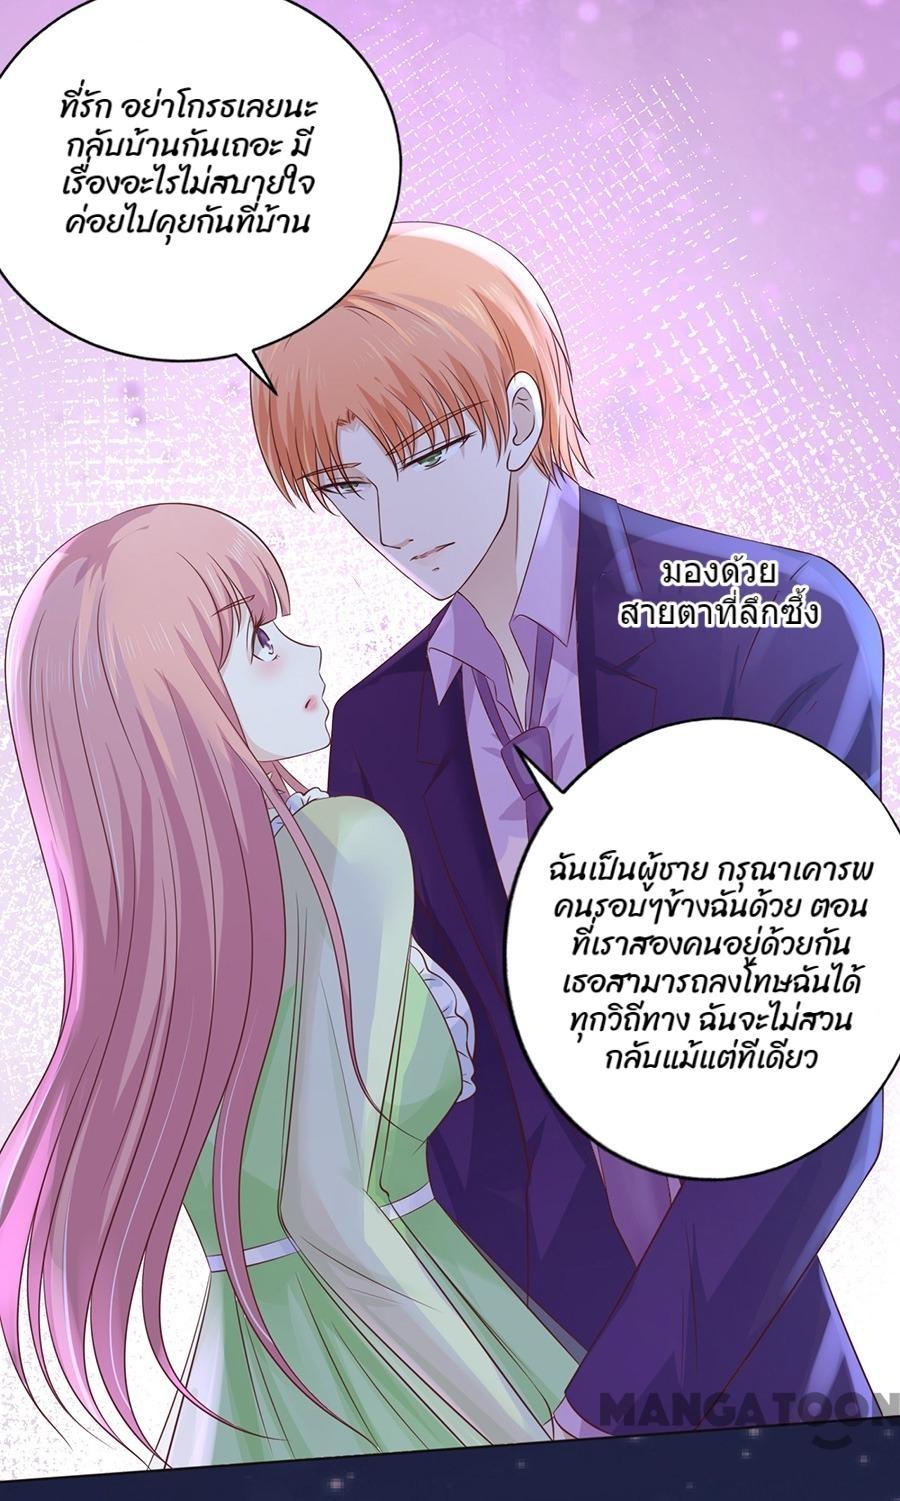 ที่รัก อย่าโกรธเลยนะ
กลับบ้านกันเถอะ มี
เรื่องอะไรไม่สบายใจ
ค่อยไปคุยกันที่บ้าน
มองด้วย
สายตาที่ลึกซึ้ง
ฉันเป็นผู้ชาย กรุณาเคารพ
คนรอบๆข้างฉันด้วย ตอน
ที่เราสองคนอยู่ด้วยกัน
เธอสามารถลงโทษฉันได้
ทุกวิถีทาง ฉันจะไม่สวน
กลับแม้แต่ทีเดียว
MANGATOON